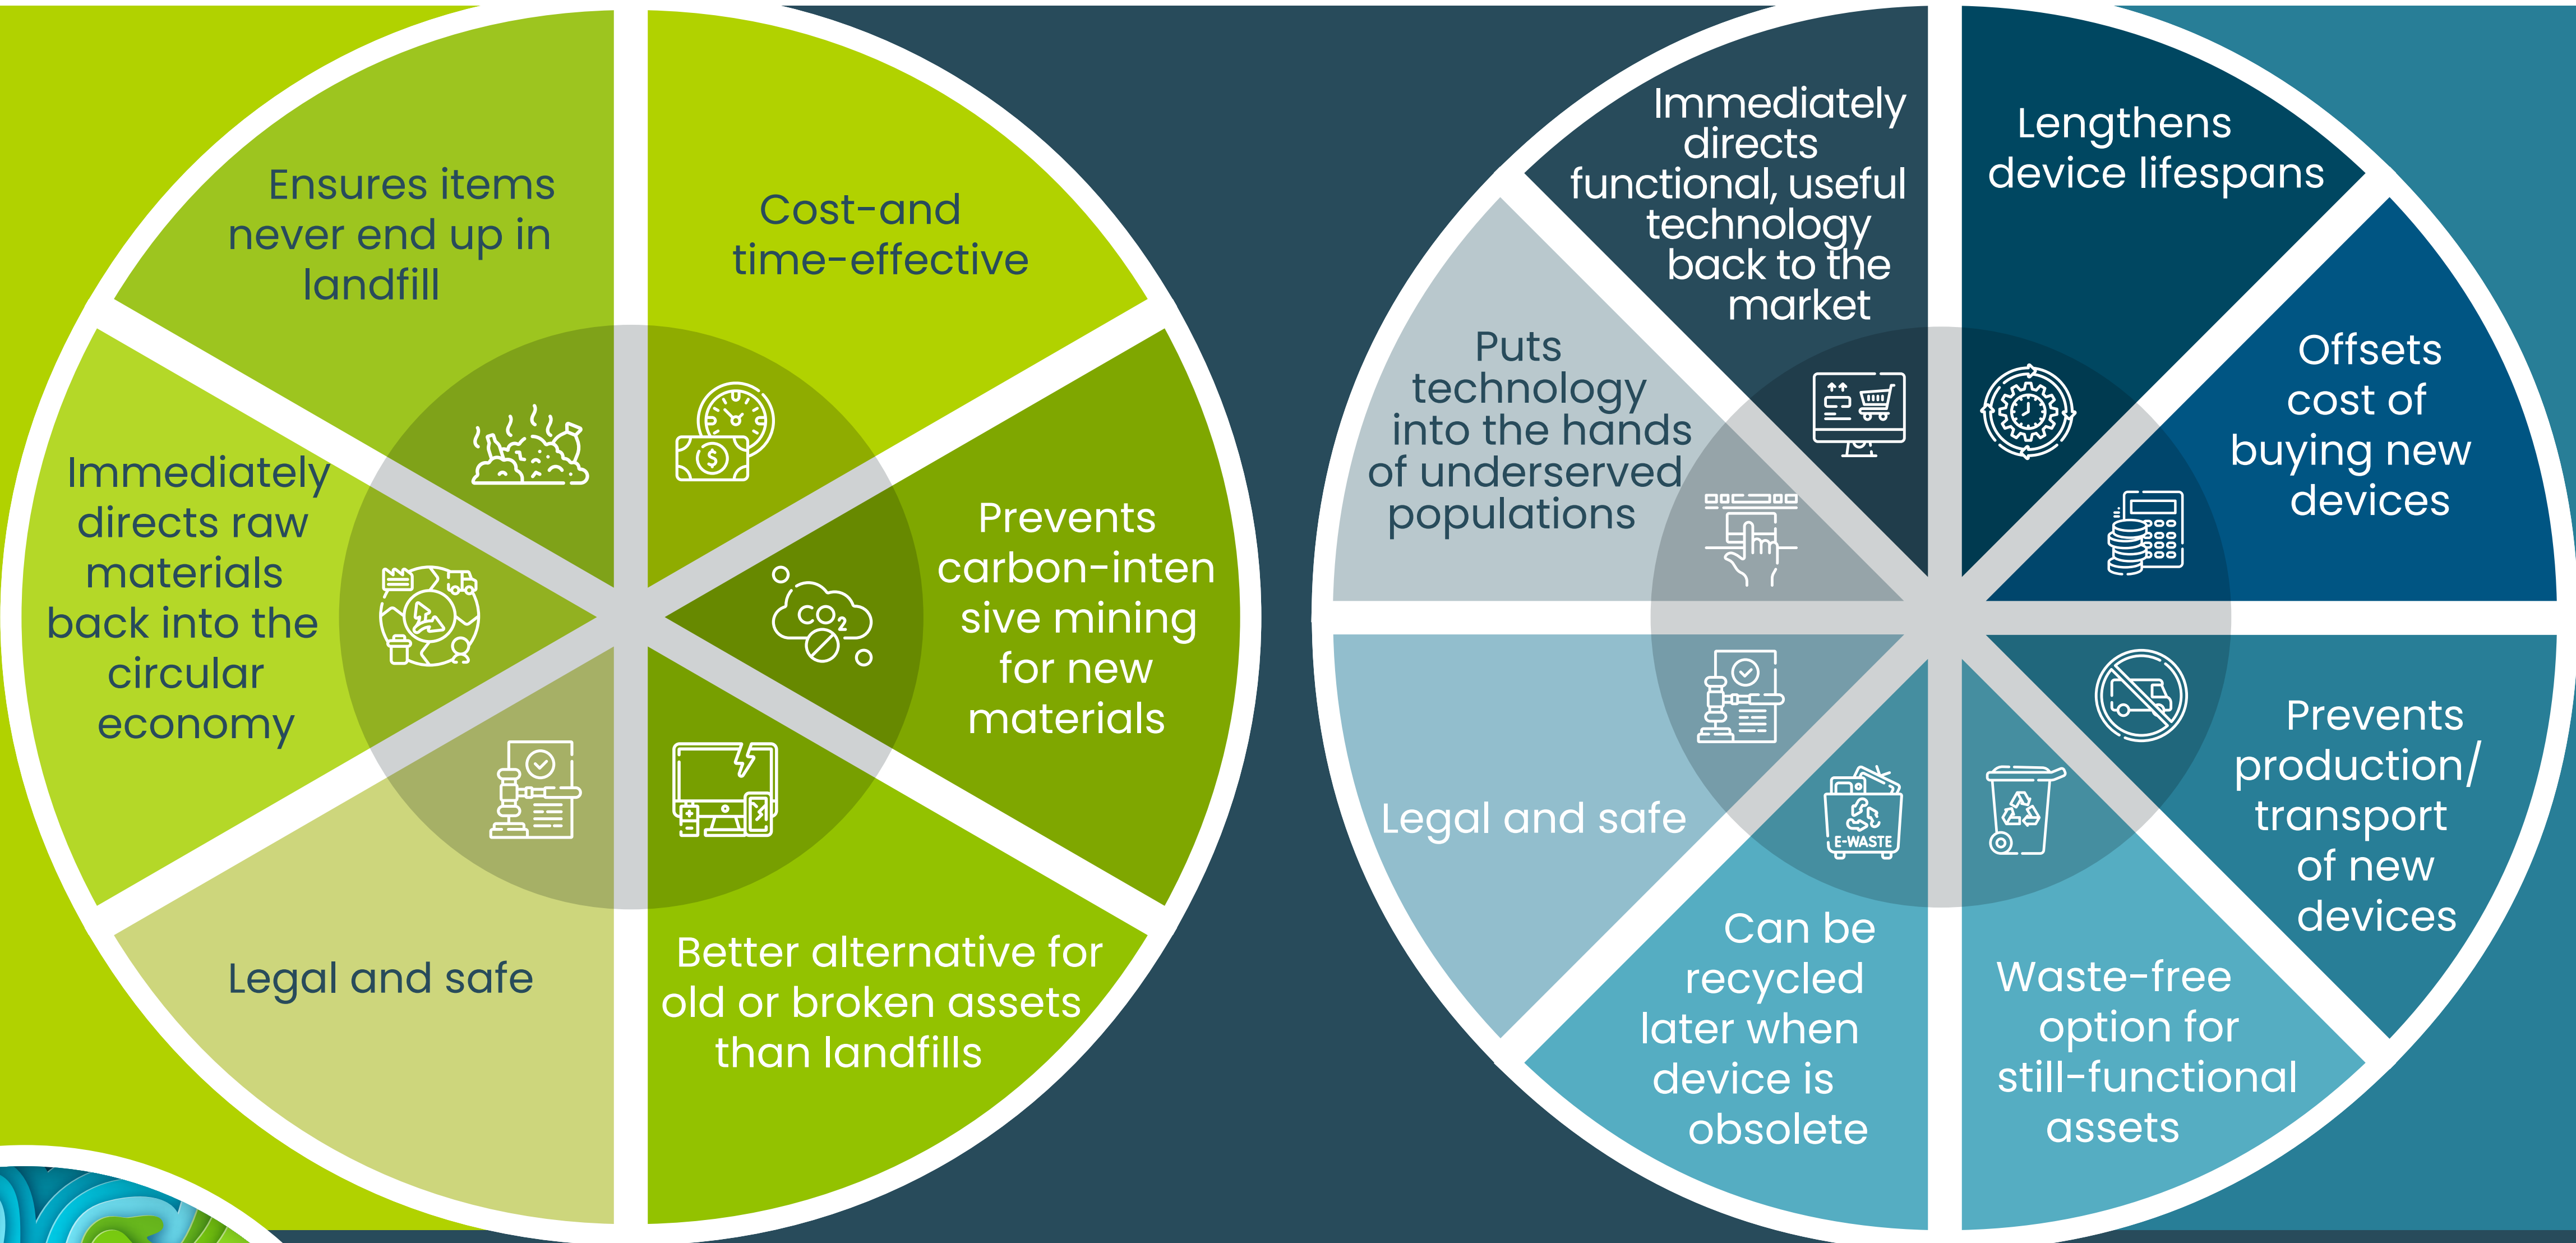 Ensures items
never end up in
landfill
Cost-and
time-effective
Prevents
carbon-inten
sive mining
for new
materials
Better alternative for
old or broken assets
than landfills
Legal and safe
Immediately
directs raw
materials
back into the
circular
economy
$
CO2
Immediately
directs
functional, useful
technology
back to the
market
Lengthens
device lifespans
Offsets
cost of
buying new
devices
Prevents
production/
transport
of new
devices
Waste-free
option for
still-functional
assets
Can be
recycled
later when
device is
obsolete
Legal and safe
Puts
technology
into the hands
of underserved
populations
E-WASTE